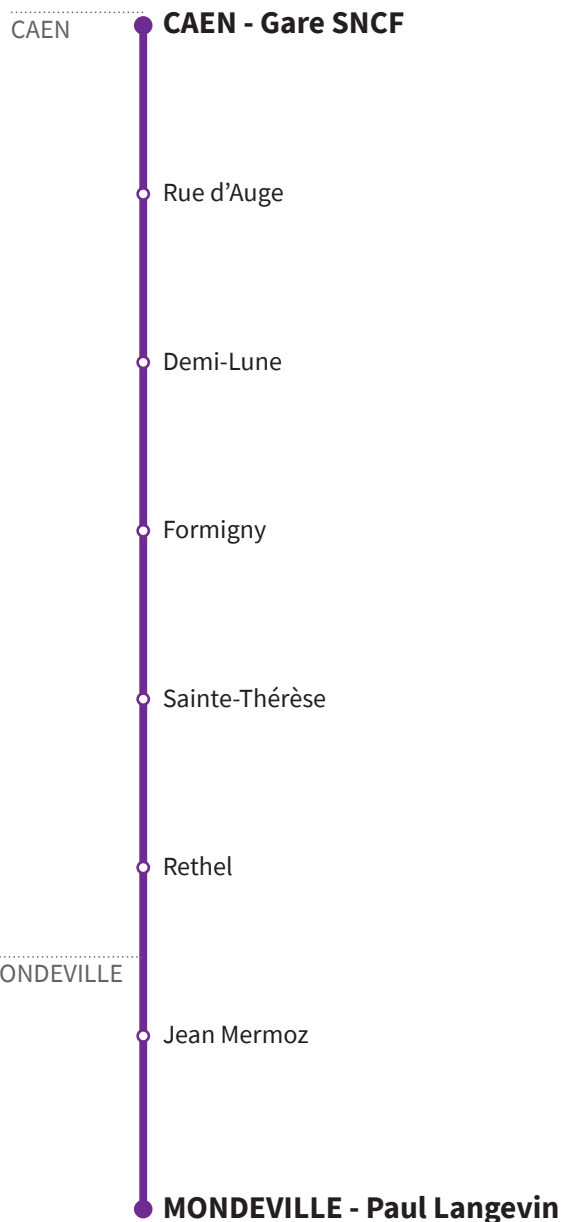 CAEN
CAEN - Gare SNCF
Rue d’Auge
Demi-Lune
Formigny
Sainte-Thérèse
Rethel
ONDEVILLE
Jean Mermoz
MONDEVILLE - Paul Langevin